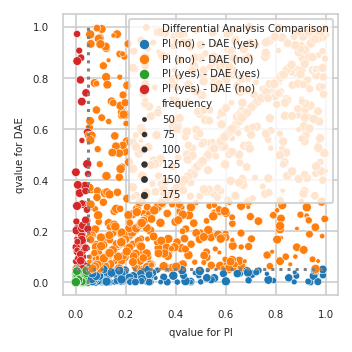 1.0
0.8
0.6
0.4
0.2
0.0
qvalue for DAE
Differential Analysis Comparison
PI (no)  - DAE (yes)
PI (no)  - DAE (no)
PI (yes) - DAE (yes)
PI (yes) - DAE (no)
frequency
50
75
100
125
150
175
0.0 0.2 0.4 0.6 0.8 1.0
qvalue for PI